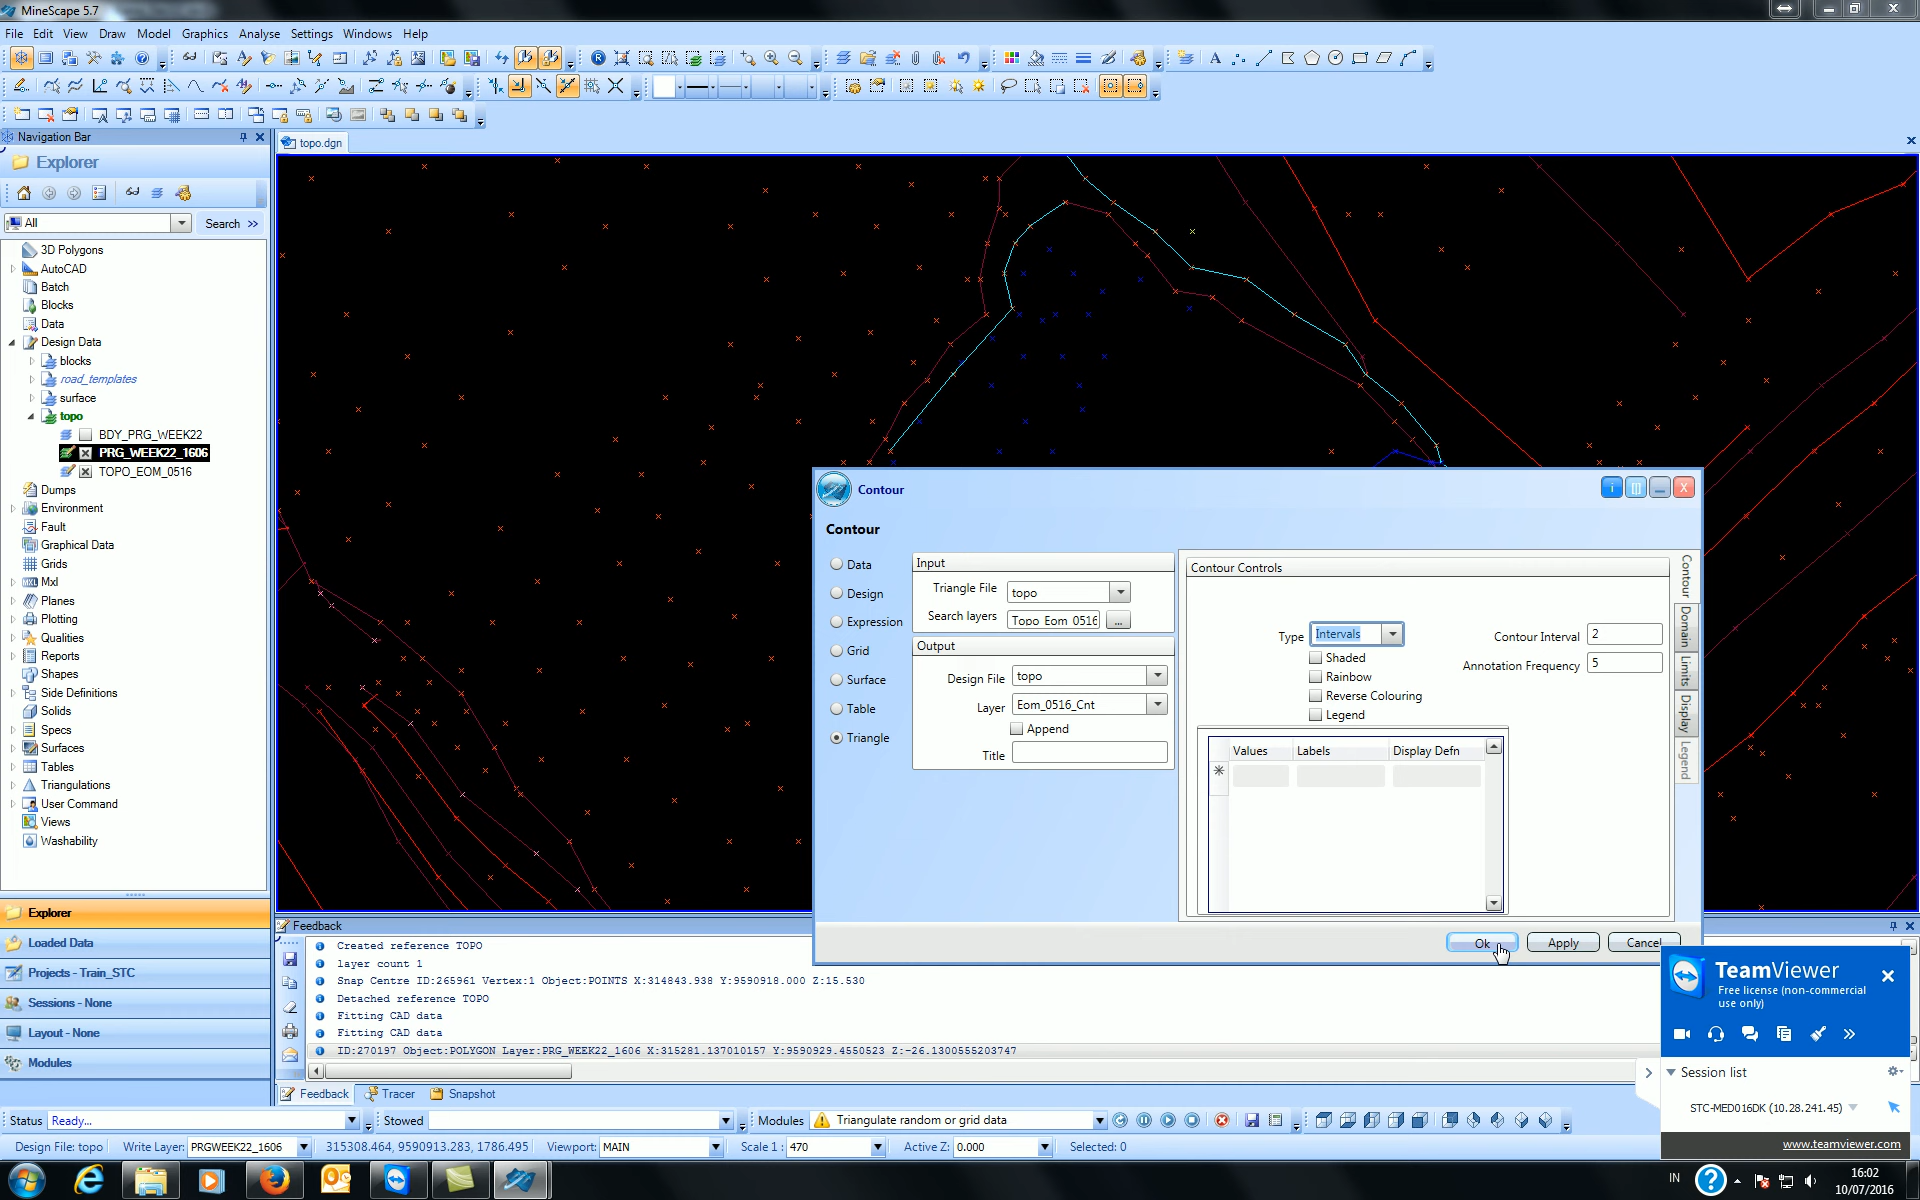 MineScape 5.7
File Edit View Draw Model Graphics Analyse Settings Windows Help
Navigation Bar
topo.dgn
Explorer
All Search >>
3D Polygons
AutoCAD
Batch
Blocks
Data
Design Data
blocks
road_templates
surface
topo
BDY_PRG_WEEK22
PRG_WEEK22_1606
TOPO_EOM_0516
Dumps
Environment
Fault
Graphical Data
Grids
Mxl
Planes
Plotting
Qualities
Reports
Shapes
Side Definitions
Solids
Specs
Surfaces
Tables
Triangulations
User Command
Views
Washability
Explorer
Loaded Data
Projects - Train_STC
Sessions - None
Layout - None
Modules
Contour
Contour
Data
Design
Expression
Grid
Surface
Table
Triangle
Input
Triangle File topo
Search layers Topo_Eom_0516 ...
Output
Design File topo
Layer Eom_0516_Cnt
Append
Title
Contour Controls
Type Intervals
Shaded
Rainbow
Reverse Colouring
Legend
Contour Interval 2
Annotation Frequency 5
Values Labels Display Defn
Contour
Domain
Limits
Display
Legend
Ok Apply Cancel
Feedback
Created reference TOPO
layer count 1
Snap Centre ID:265961 Vertex:1 Object:POINTS X:314843.938 Y:9590918.000 Z:15.530
Detached reference TOPO
Fitting CAD data
Fitting CAD data
ID:270197 Object:POLYGON Layer:PRG_WEEK22_1606 X:315281.137010157 Y:9590929.4550523 Z:-26.1300555203747
Feedback Tracer Snapshot
TeamViewer
Free license (non-commercial
use only)
Session list
STC-MED016DK (10.28.241.45)
www.teamviewer.com
Status Ready... Stowed Modules Triangulate random or grid data
Design File: topo Write Layer: PRGWEEK22_1606 315308.464, 9590913.283, 1786.495 Viewport: MAIN Scale 1 : 470 Active Z: 0.000 Selected: 0
IN
16:02
10/07/2016